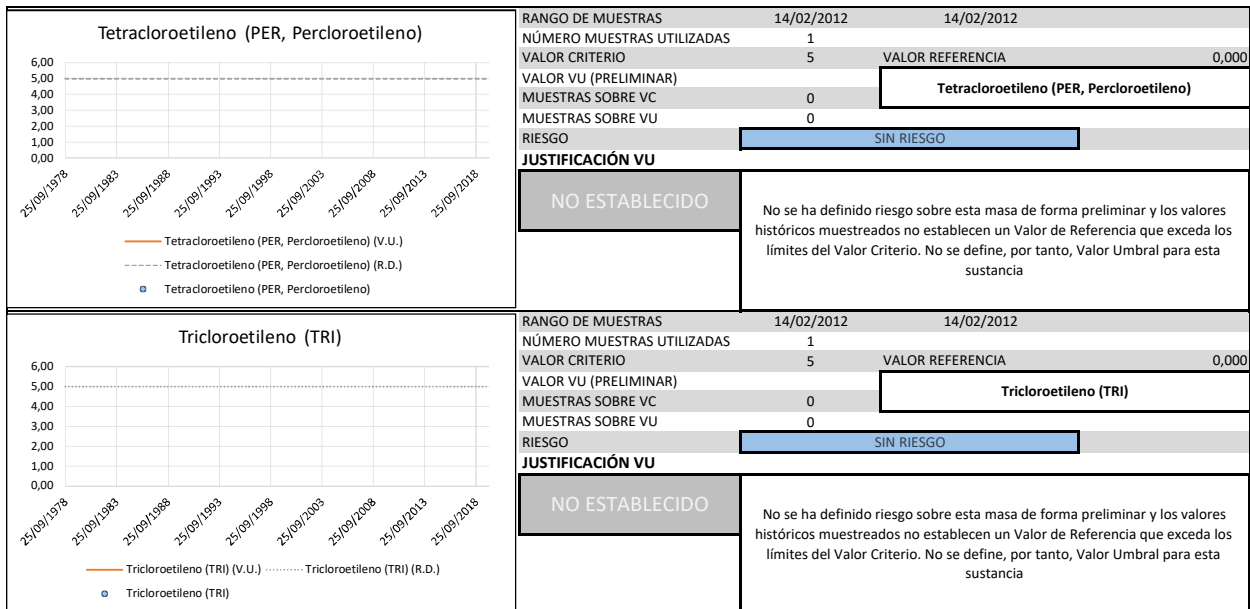 Tetracloroetileno (PER, Percloroetileno)
6,00
5,00
4,00
3,00
2,00
1,00
0,00
25/09/1978
25/09/1983
25/09/1988
25/09/1993
25/09/1998
25/09/2003
25/09/2008
25/09/2013
25/09/2018
Tetracloroetileno (PER, Percloroetileno) (V.U.)
Tetracloroetileno (PER, Percloroetileno) (R.D.)
Tetracloroetileno (PER, Percloroetileno)
RANGO DE MUESTRAS 14/02/2012 14/02/2012
NÚMERO MUESTRAS UTILIZADAS 1
VALOR CRITERIO 5 VALOR REFERENCIA 0,000
VALOR VU (PRELIMINAR)
Tetracloroetileno (PER, Percloroetileno)
MUESTRAS SOBRE VC 0
MUESTRAS SOBRE VU 0
RIESGO SIN RIESGO
JUSTIFICACIÓN VU
NO ESTABLECIDO
No se ha definido riesgo sobre esta masa de forma preliminar y los valores
históricos muestreados no establecen un Valor de Referencia que exceda los
límites del Valor Criterio. No se define, por tanto, Valor Umbral para esta
sustancia
Tricloroetileno (TRI)
6,00
5,00
4,00
3,00
2,00
1,00
0,00
25/09/1978
25/09/1983
25/09/1988
25/09/1993
25/09/1998
25/09/2003
25/09/2008
25/09/2013
25/09/2018
Tricloroetileno (TRI) (V.U.) Tricloroetileno (TRI) (R.D.)
Tricloroetileno (TRI)
RANGO DE MUESTRAS 14/02/2012 14/02/2012
NÚMERO MUESTRAS UTILIZADAS 1
VALOR CRITERIO 5 VALOR REFERENCIA 0,000
VALOR VU (PRELIMINAR)
Tricloroetileno (TRI)
MUESTRAS SOBRE VC 0
MUESTRAS SOBRE VU 0
RIESGO SIN RIESGO
JUSTIFICACIÓN VU
NO ESTABLECIDO
No se ha definido riesgo sobre esta masa de forma preliminar y los valores
históricos muestreados no establecen un Valor de Referencia que exceda los
límites del Valor Criterio. No se define, por tanto, Valor Umbral para esta
sustancia